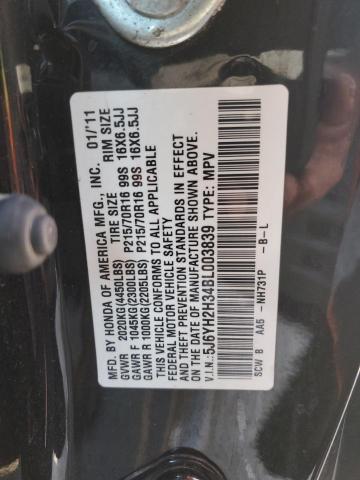 MFD. BY HONDA OF AMERICA MFG., INC. 01/'11
GVWR 2020KG(4450LBS) TIRE SIZE RIM SIZE
GAWR F 1045KG(2300LBS) P215/70R16 99S 16X6.5JJ
GAWR R 1000KG(2205LBS) P215/70R16 99S 16X6.5JJ
THIS VEHICLE CONFORMS TO ALL APPLICABLE
FEDERAL MOTOR VEHICLE SAFETY
AND THEFT PREVENTION STANDARDS IN EFFECT
ON THE DATE OF MANUFACTURE SHOWN ABOVE.
V.I.N.: 5J6YH2H34BL003839 TYPE: MPV
SCW B AA5 -NH731P -B-L